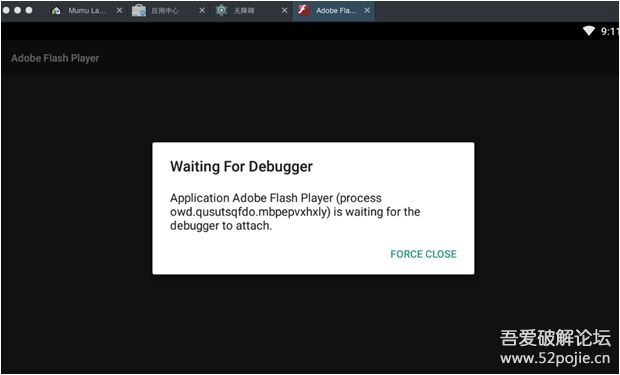 Mumu La...
应用中心
无障碍
Adobe Fla...
9:11
Adobe Flash Player
Waiting For Debugger
Application Adobe Flash Player (process
owd.qusutsqfdo.mbpepvxhxly) is waiting for the
debugger to attach.
FORCE CLOSE
吾爱破解论坛
www.52pojie.cn